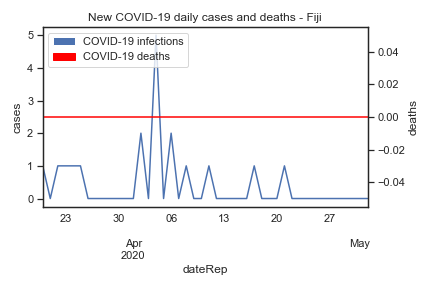 New COVID-19 daily cases and deaths - Fiji
COVID-19 infections
COVID-19 deaths
cases
5
4
3
2
1
0
deaths
0.04
0.02
0.00
−0.02
−0.04
23 30 06 13 20 27
Apr May
2020
dateRep